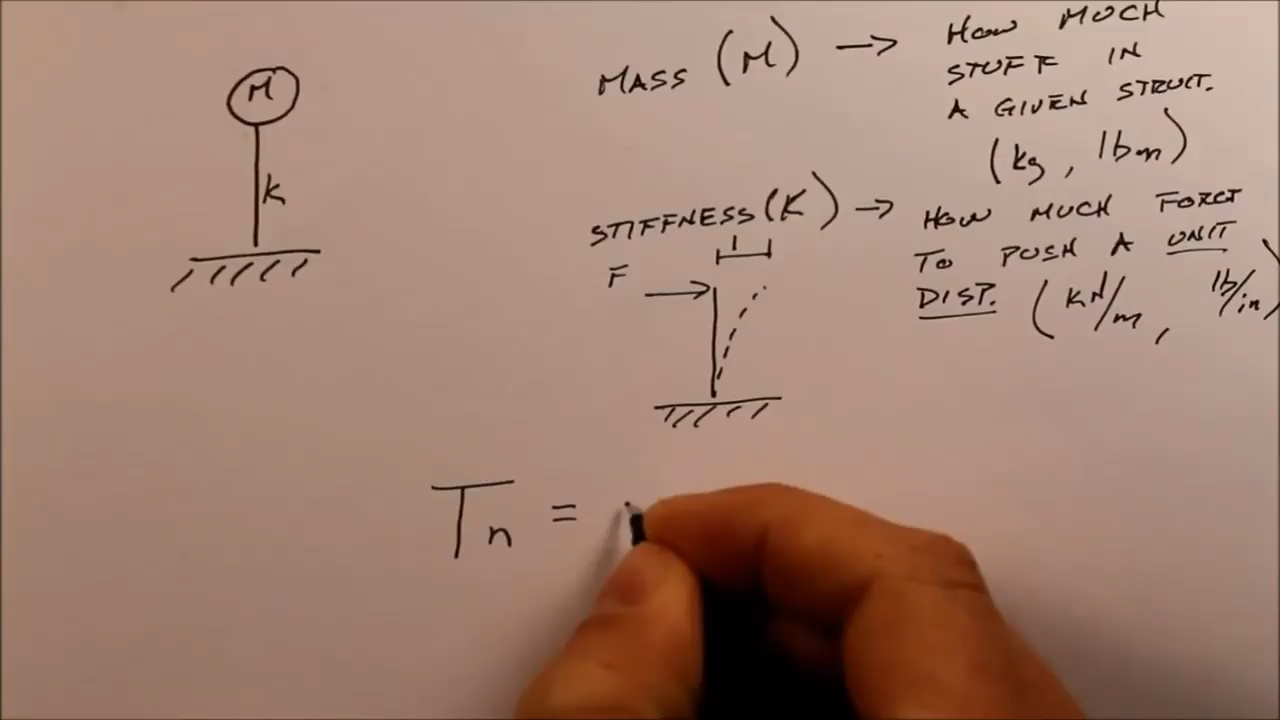 M
K
MASS (M) → HOW MUCH
STUFF IN
A GIVEN STRUCT.
(kg, lbm)
STIFFNESS (K) → HOW MUCH FORCE
TO PUSH A UNIT
DISP. (kN/m, lb/in)
1
F
Tn =